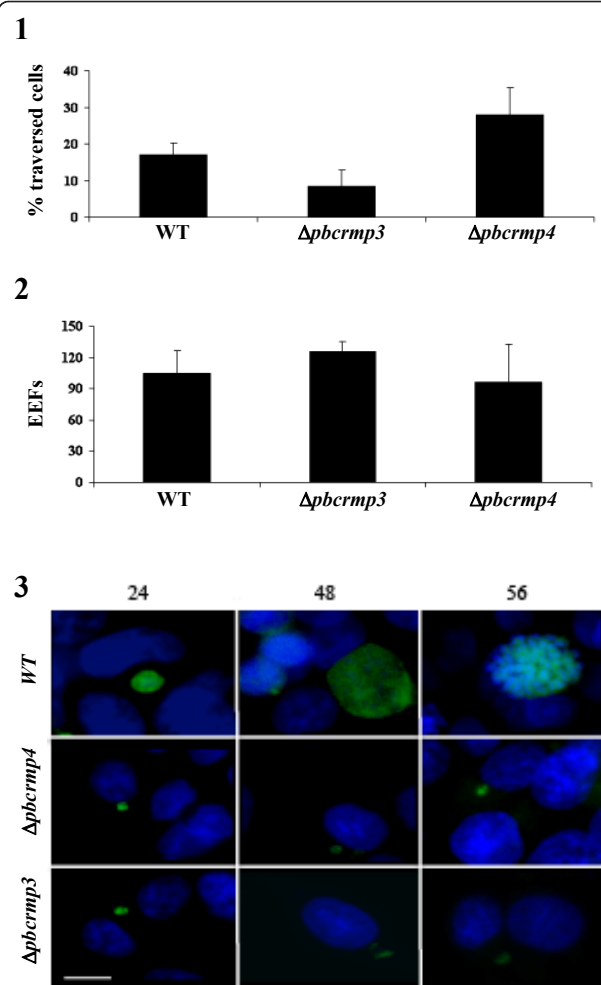 1
% traversed cells
40
30
20
10
0
WT Δpbcrmp3 Δpbcrmp4
2
EEFs
150
120
90
60
30
0
WT Δpbcrmp3 Δpbcrmp4
3
24 48 56
WT
Δpbcrmp4
Δpbcrmp3